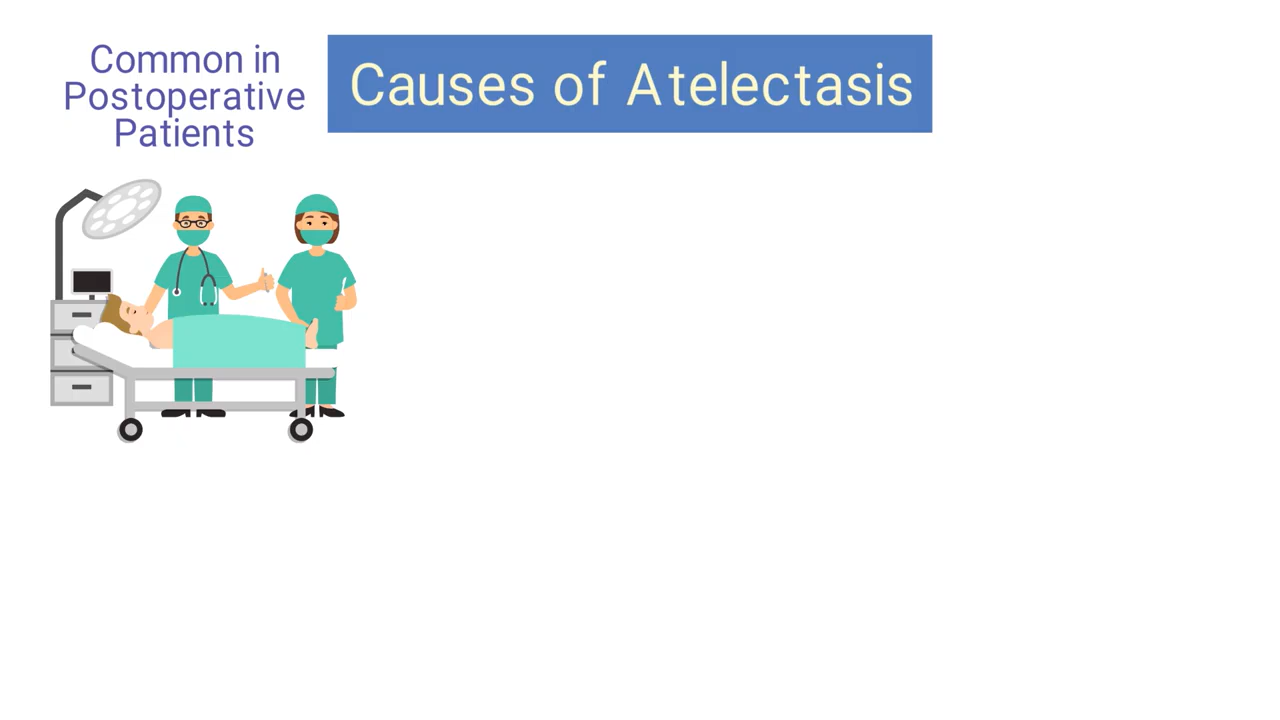 Common in
Postoperative
Patients
Causes of Atelectasis